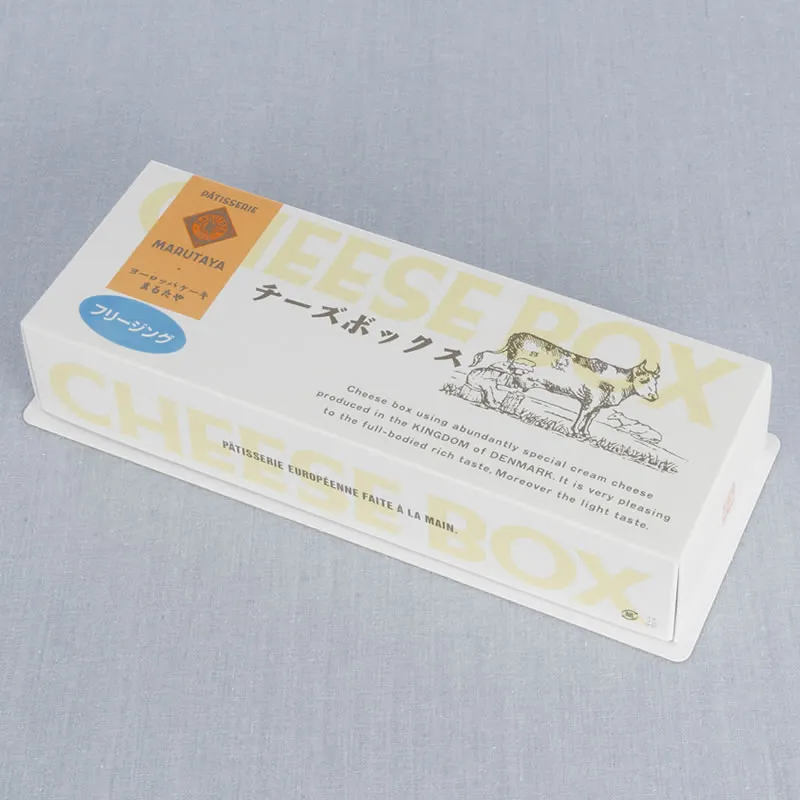 CHEESE BOX
PÂTISSERIE
MARUTAYA
ヨーロッパケーキ
まるたや
フリージング
チーズボックス
Cheese box using abundantly special cream cheese
produced in the KINGDOM of DENMARK. It is very pleasing
to the full-bodied rich taste. Moreover the light taste.
CHEESE BOX
PÂTISSERIE EUROPÉENNE FAITE À LA MAIN.